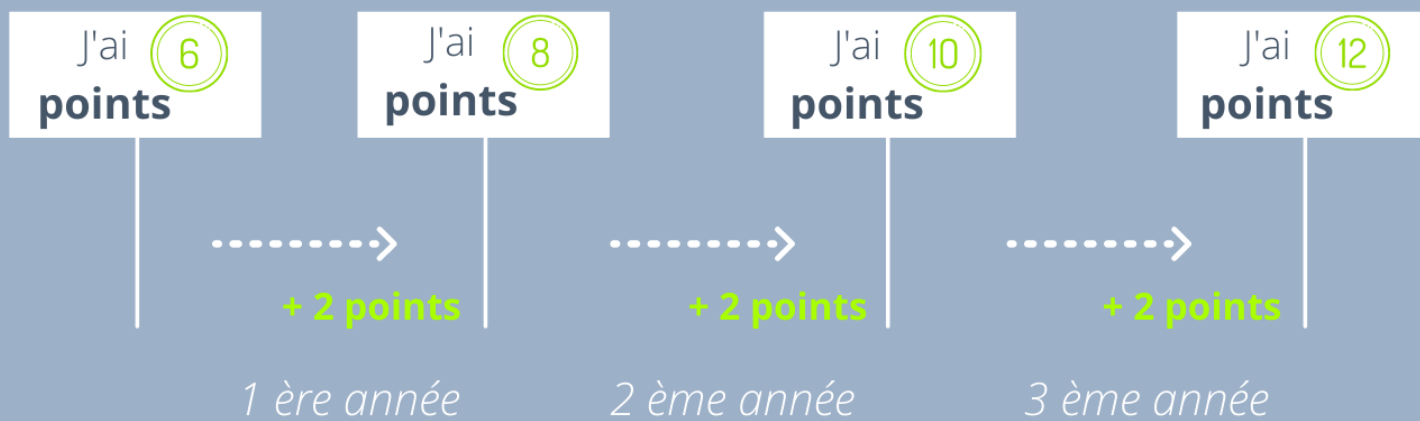 J'ai 6
points
J'ai 8
points
J'ai 10
points
J'ai 12
points
+ 2 points
+ 2 points
+ 2 points
1 ère année
2 ème année
3 ème année